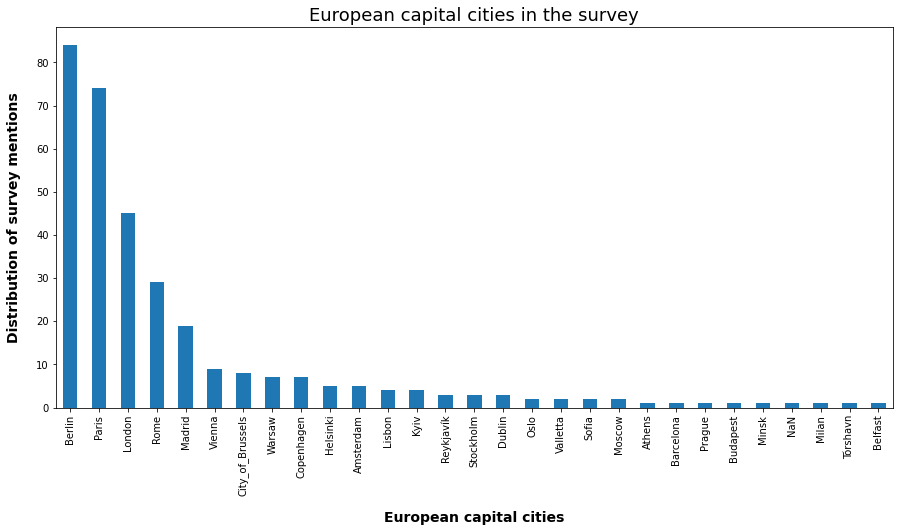 European capital cities in the survey
Distribution of survey mentions
80
70
60
50
40
30
20
10
0
Berlin
Paris
London
Rome
Madrid
Vienna
City_of_Brussels
Warsaw
Copenhagen
Helsinki
Amsterdam
Lisbon
Kyiv
Reykjavík
Stockholm
Dublin
Oslo
Valletta
Sofia
Moscow
Athens
Barcelona
Prague
Budapest
Minsk
NaN
Milan
Tórshavn
Belfast
European capital cities